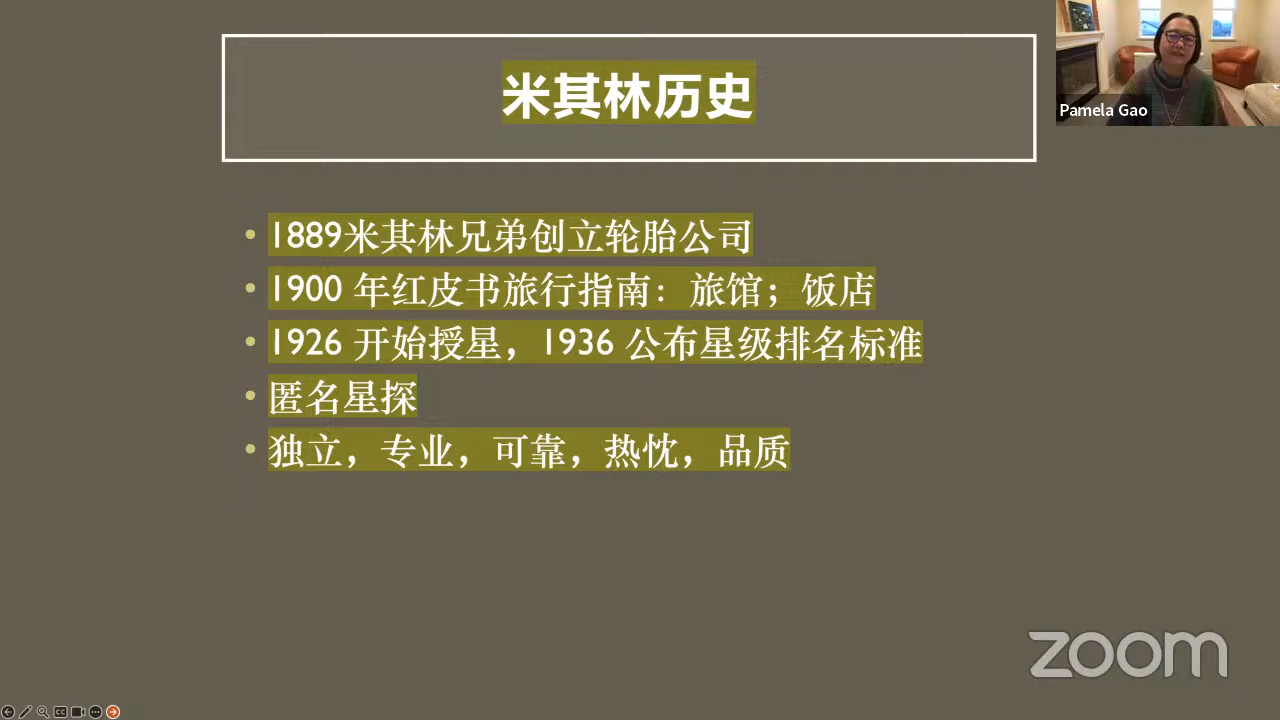 米其林历史
Pamela Gao
• 1889米其林兄弟创立轮胎公司
• 1900 年红皮书旅行指南：旅馆；饭店
• 1926 开始授星，1936 公布星级排名标准
• 匿名星探
• 独立，专业，可靠，热忱，品质
zoom